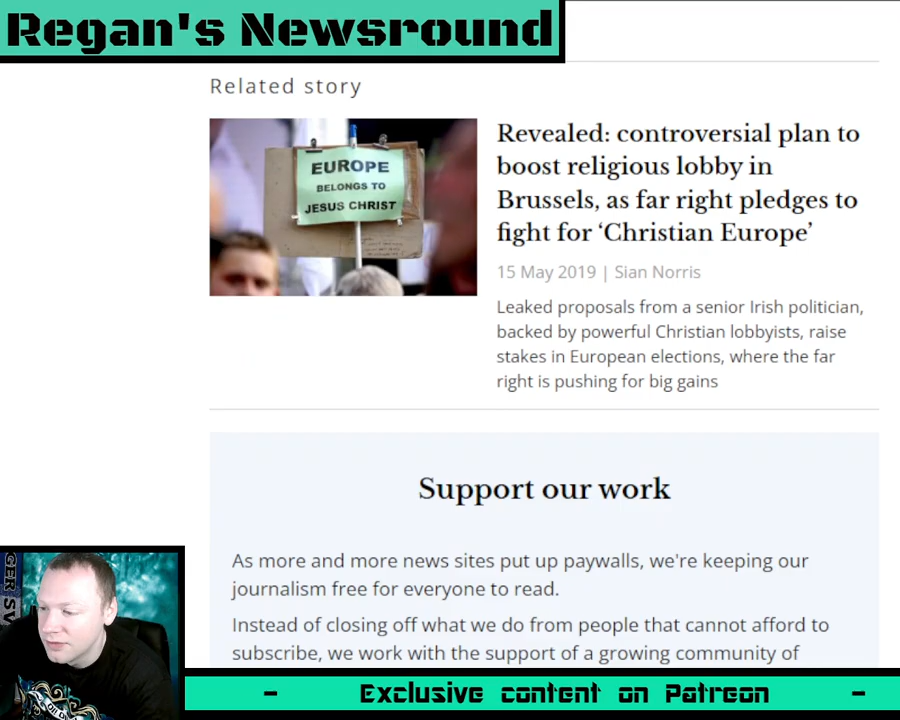 Regan's Newsround
Related story
EUROPE
BELONGS TO
JESUS CHRIST
Revealed: controversial plan to
boost religious lobby in
Brussels, as far right pledges to
fight for ‘Christian Europe’
15 May 2019 | Sian Norris
Leaked proposals from a senior Irish politician,
backed by powerful Christian lobbyists, raise
stakes in European elections, where the far
right is pushing for big gains
Support our work
As more and more news sites put up paywalls, we're keeping our
journalism free for everyone to read.
Instead of closing off what we do from people that cannot afford to
subscribe, we work with the support of a growing community of
- Exclusive content on Patreon -